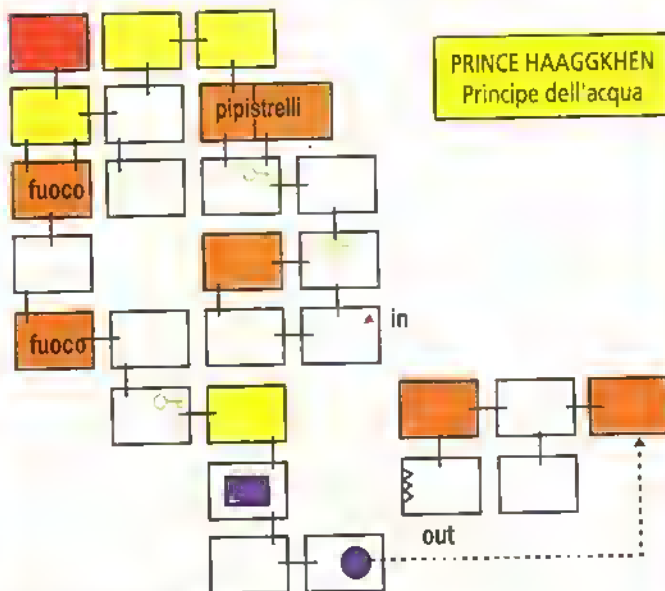 PRINCE HAAGGKHEN
Principe dell'acqua
pipistrelli
fuoco
in
fuoco
out